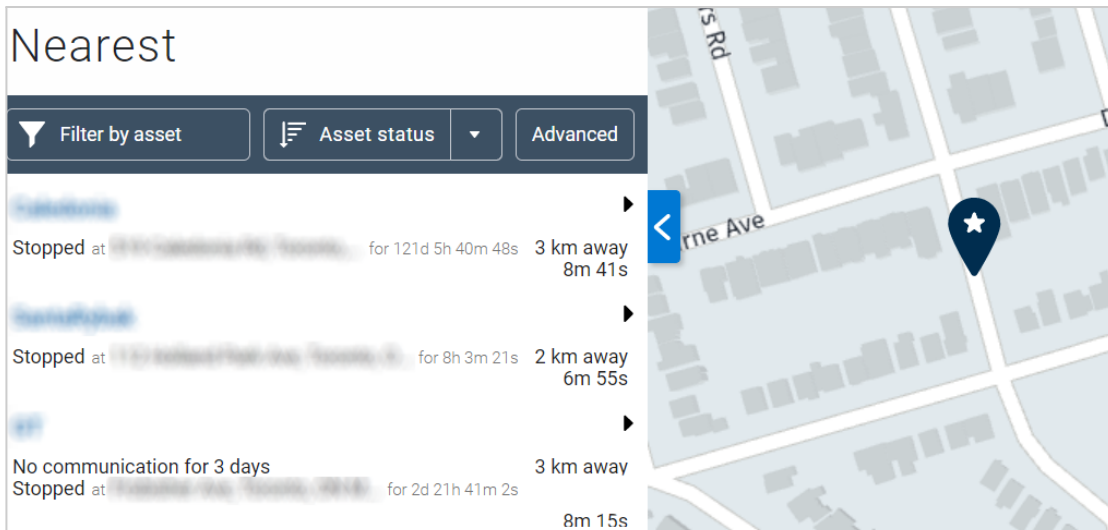 Nearest
Filter by asset
Asset status
Advanced
Stopped at for 121d 5h 40m 48s 3 km away
8m 41s
Stopped at for 8h 3m 21s 2 km away
6m 55s
No communication for 3 days 3 km away
Stopped at for 2d 21h 41m 2s
8m 15s
rs Rd
rne Ave